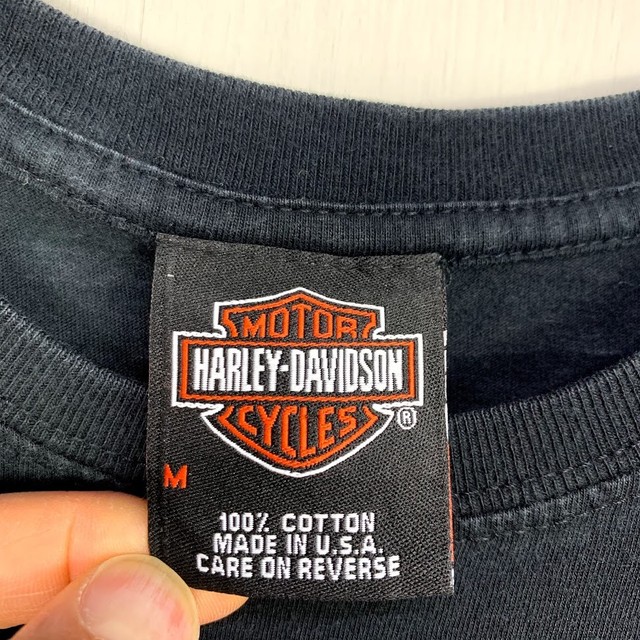 MOTOR
HARLEY-DAVIDSON
CYCLES
®
M
100% COTTON
MADE IN U.S.A.
CARE ON REVERSE